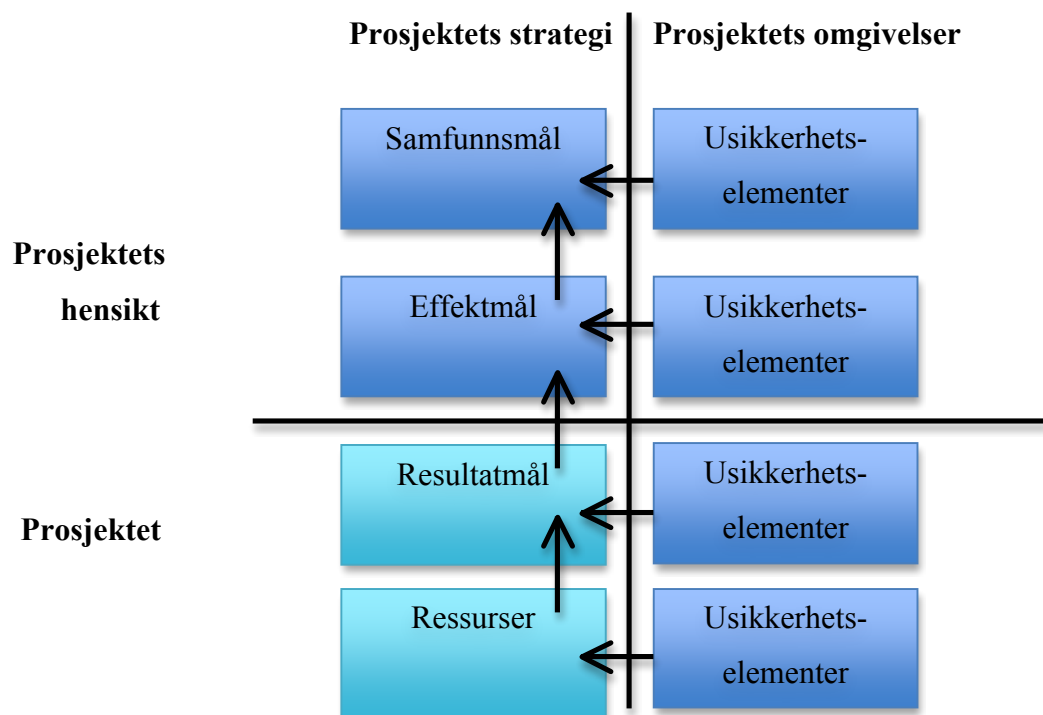 Prosjektets strategi
Prosjektets omgivelser
Samfunnsmål
Usikkerhets-
elementer
Prosjektets
hensikt
Effektmål
Usikkerhets-
elementer
Resultatmål
Usikkerhets-
elementer
Prosjektet
Ressurser
Usikkerhets-
elementer